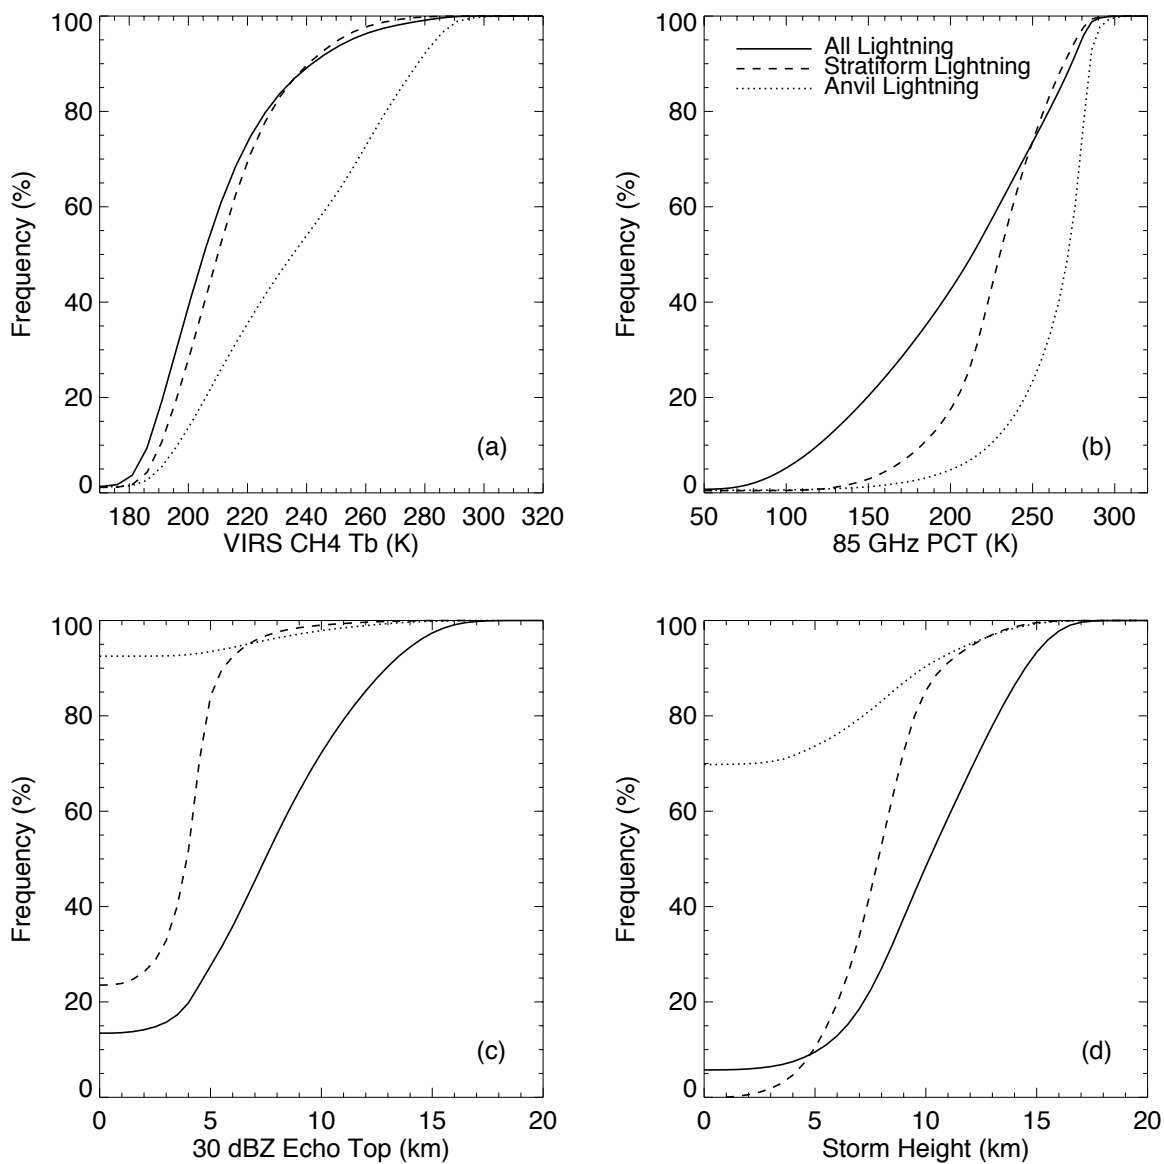 100
80
60
40
20
0
Frequency (%)
(a)
180 200 220 240 260 280 300 320
VIRS CH4 Tb (K)
100
80
60
40
20
0
Frequency (%)
All Lightning
Stratiform Lightning
Anvil Lightning
(b)
50 100 150 200 250 300
85 GHz PCT (K)
100
80
60
40
20
0
Frequency (%)
(c)
0 5 10 15 20
30 dBZ Echo Top (km)
100
80
60
40
20
0
Frequency (%)
(d)
0 5 10 15 20
Storm Height (km)